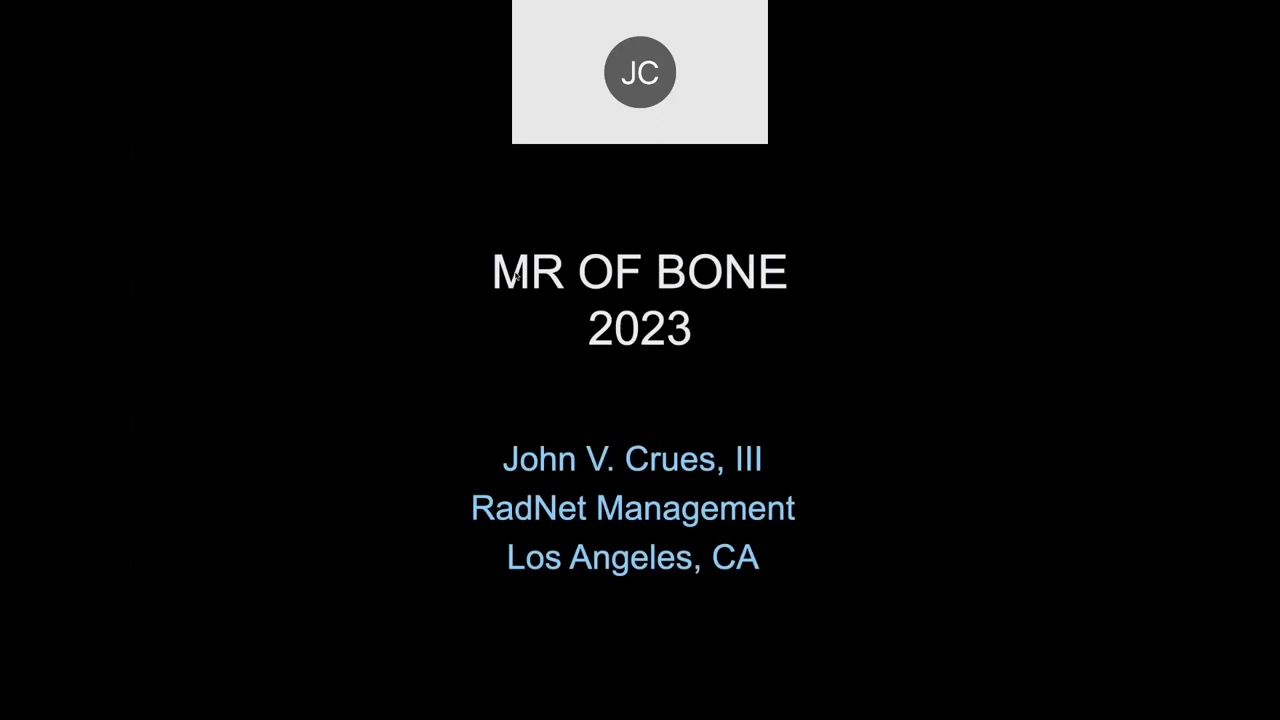 JC
MR OF BONE
2023
John V. Crues, III
RadNet Management
Los Angeles, CA